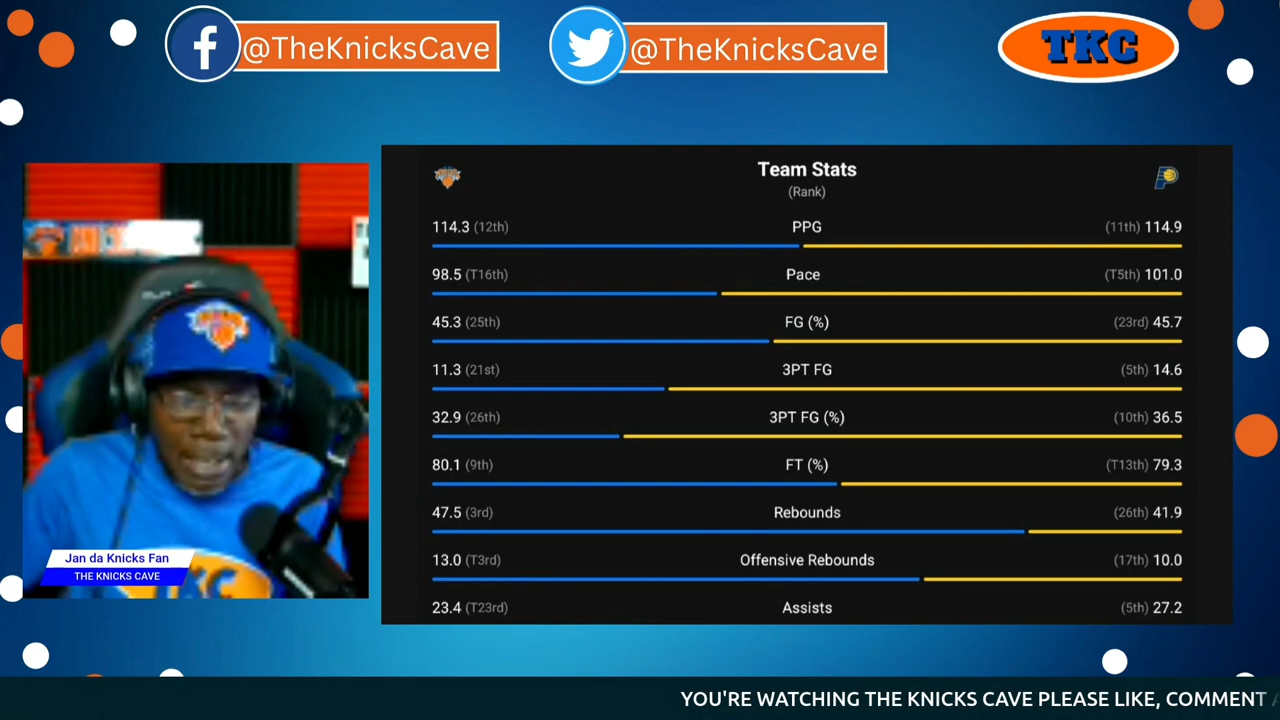 @TheKnicksCave
@TheKnicksCave
TKC
Team Stats
(Rank)
114.3 (12th) PPG (11th) 114.9
98.5 (T16th) Pace (T5th) 101.0
45.3 (25th) FG (%) (23rd) 45.7
11.3 (21st) 3PT FG (5th) 14.6
32.9 (26th) 3PT FG (%) (10th) 36.5
80.1 (9th) FT (%) (T13th) 79.3
47.5 (3rd) Rebounds (26th) 41.9
13.0 (T3rd) Offensive Rebounds (17th) 10.0
23.4 (T23rd) Assists (5th) 27.2
Jan da Knicks Fan
THE KNICKS CAVE
TKC
YOU'RE WATCHING THE KNICKS CAVE PLEASE LIKE, COMMENT